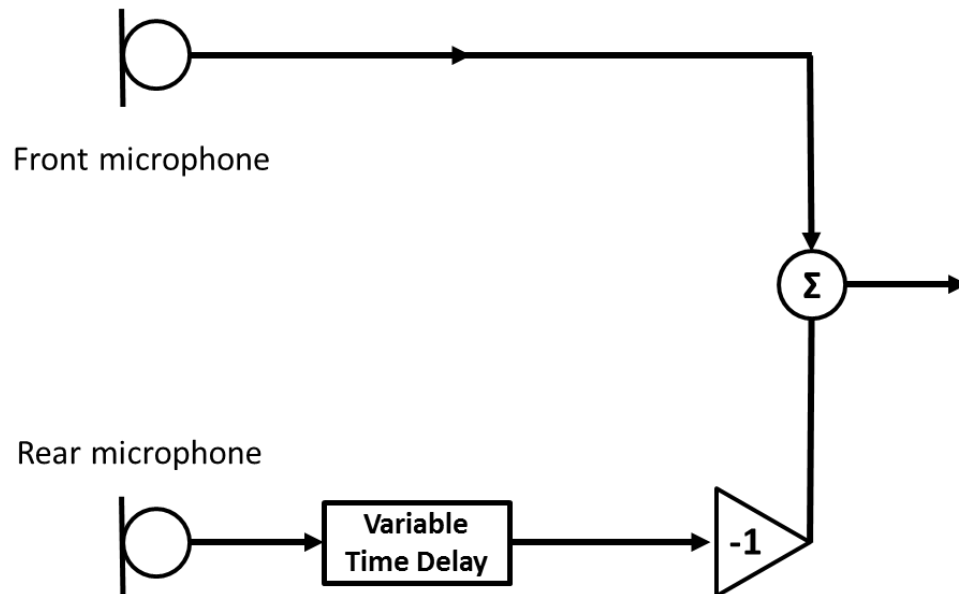 Front microphone
Σ
Rear microphone
Variable
Time Delay
-1